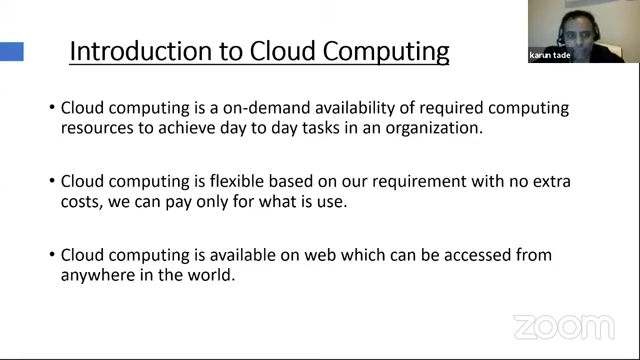 Introduction to Cloud Computing
karun tade
• Cloud computing is a on-demand availability of required computing
resources to achieve day to day tasks in an organization.
• Cloud computing is flexible based on our requirement with no extra
costs, we can pay only for what is use.
• Cloud computing is available on web which can be accessed from
anywhere in the world.
zoom